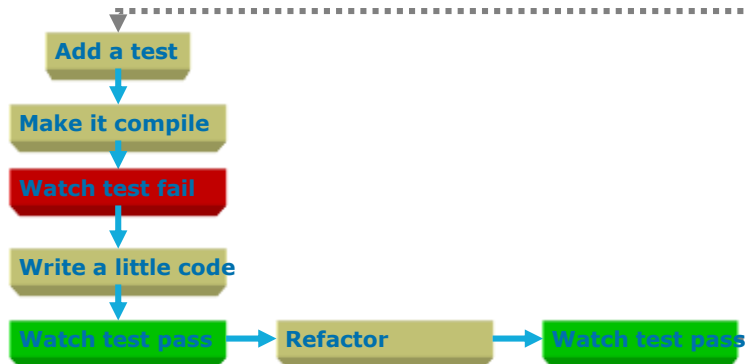 Add a test
Make it compile
Watch test fail
Write a little code
Watch test pass
Refactor
Watch test pass